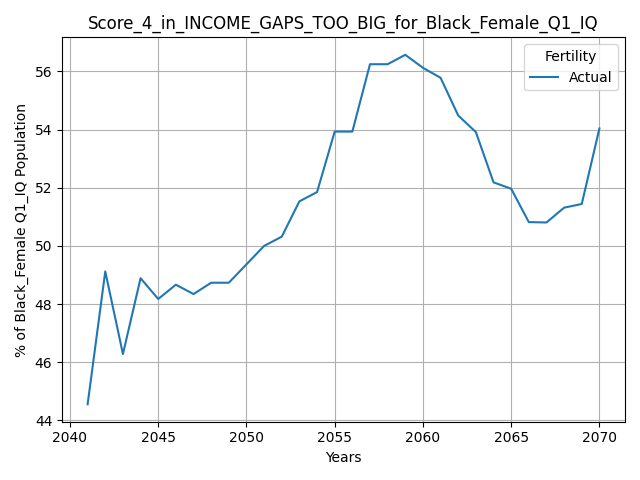 Score_4_in_INCOME_GAPS_TOO_BIG_for_Black_Female_Q1_IQ
Fertility
Actual
% of Black_Female Q1_IQ Population
56
54
52
50
48
46
44
2040
2045
2050
2055
2060
2065
2070
Years